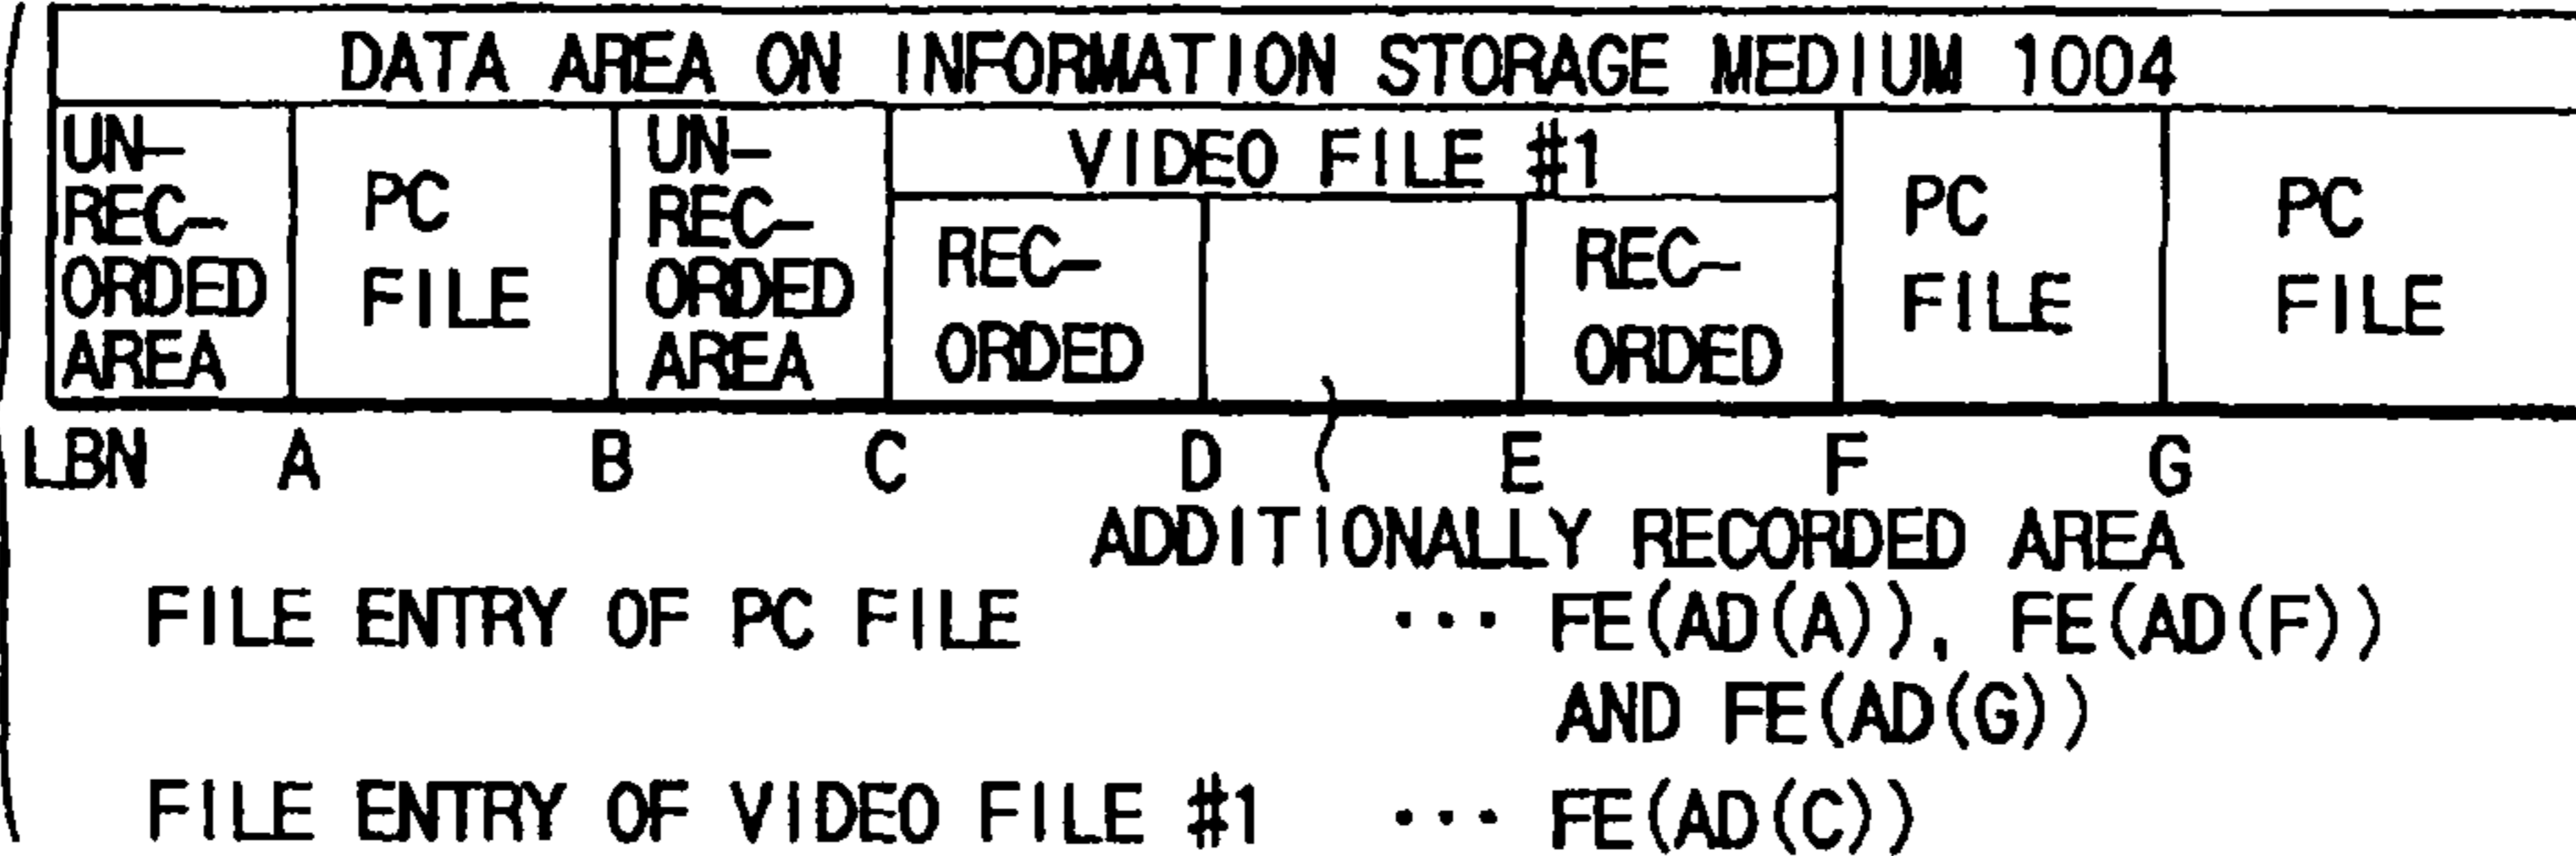 DATA AREA ON INFORMATION STORAGE MEDIUM 1004
UN-
REC-
ORDED
AREA
PC
FILE
UN-
REC-
ORDED
AREA
VIDEO FILE #1
REC-
ORDED
REC-
ORDED
PC
FILE
PC
FILE
LBN A B C D E F G
ADDITIONALLY RECORDED AREA
FILE ENTRY OF PC FILE ... FE(AD(A)), FE(AD(F))
AND FE(AD(G))
FILE ENTRY OF VIDEO FILE #1 ... FE(AD(C))